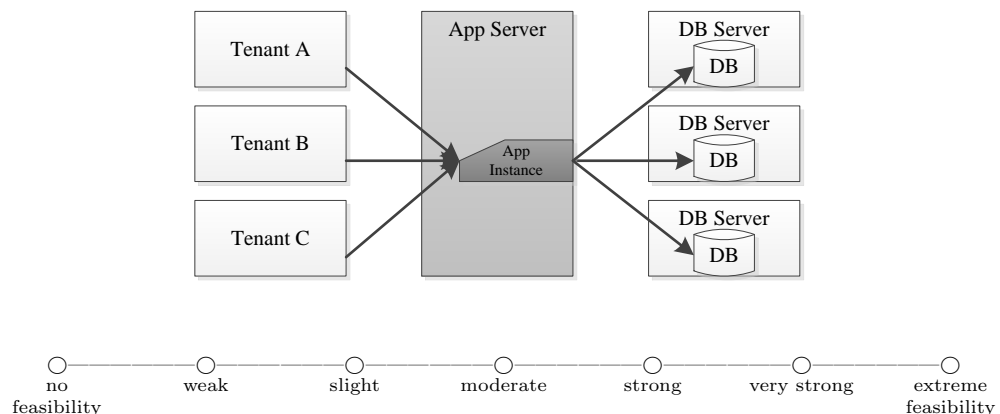 Tenant A
App Server
DB Server
DB
Tenant B
App
Instance
DB Server
DB
Tenant C
DB Server
DB
no
feasibility
weak
slight
moderate
strong
very strong
extreme
feasibility